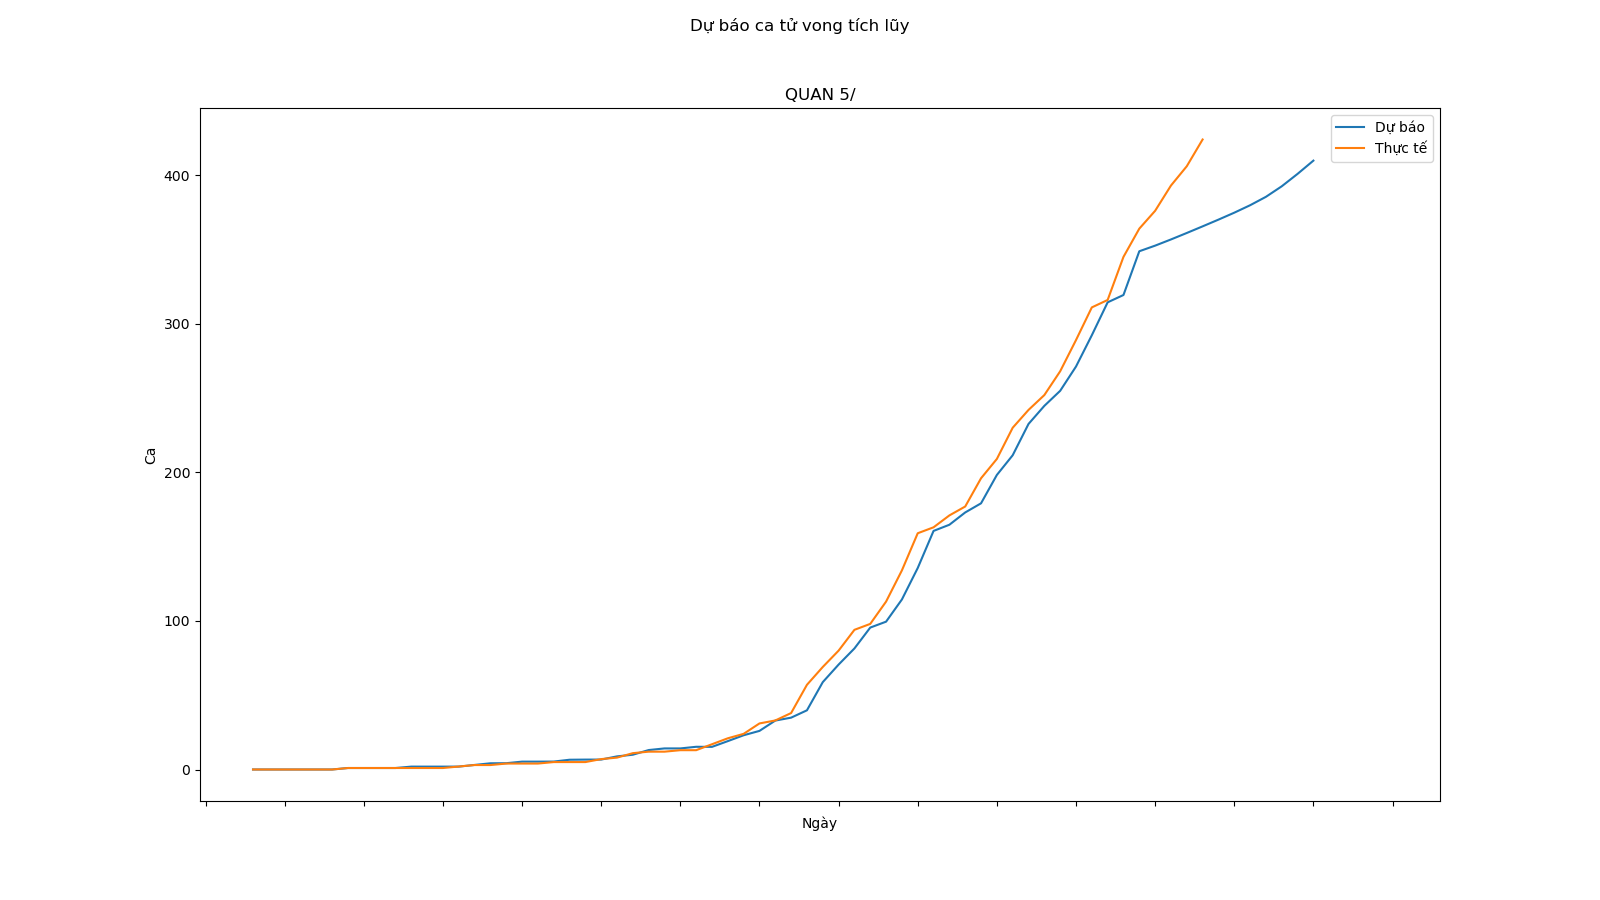 Dự báo ca tử vong tích lũy
QUAN 5/
Dự báo
Thực tế
400
300
200
100
0
Ca
Ngày